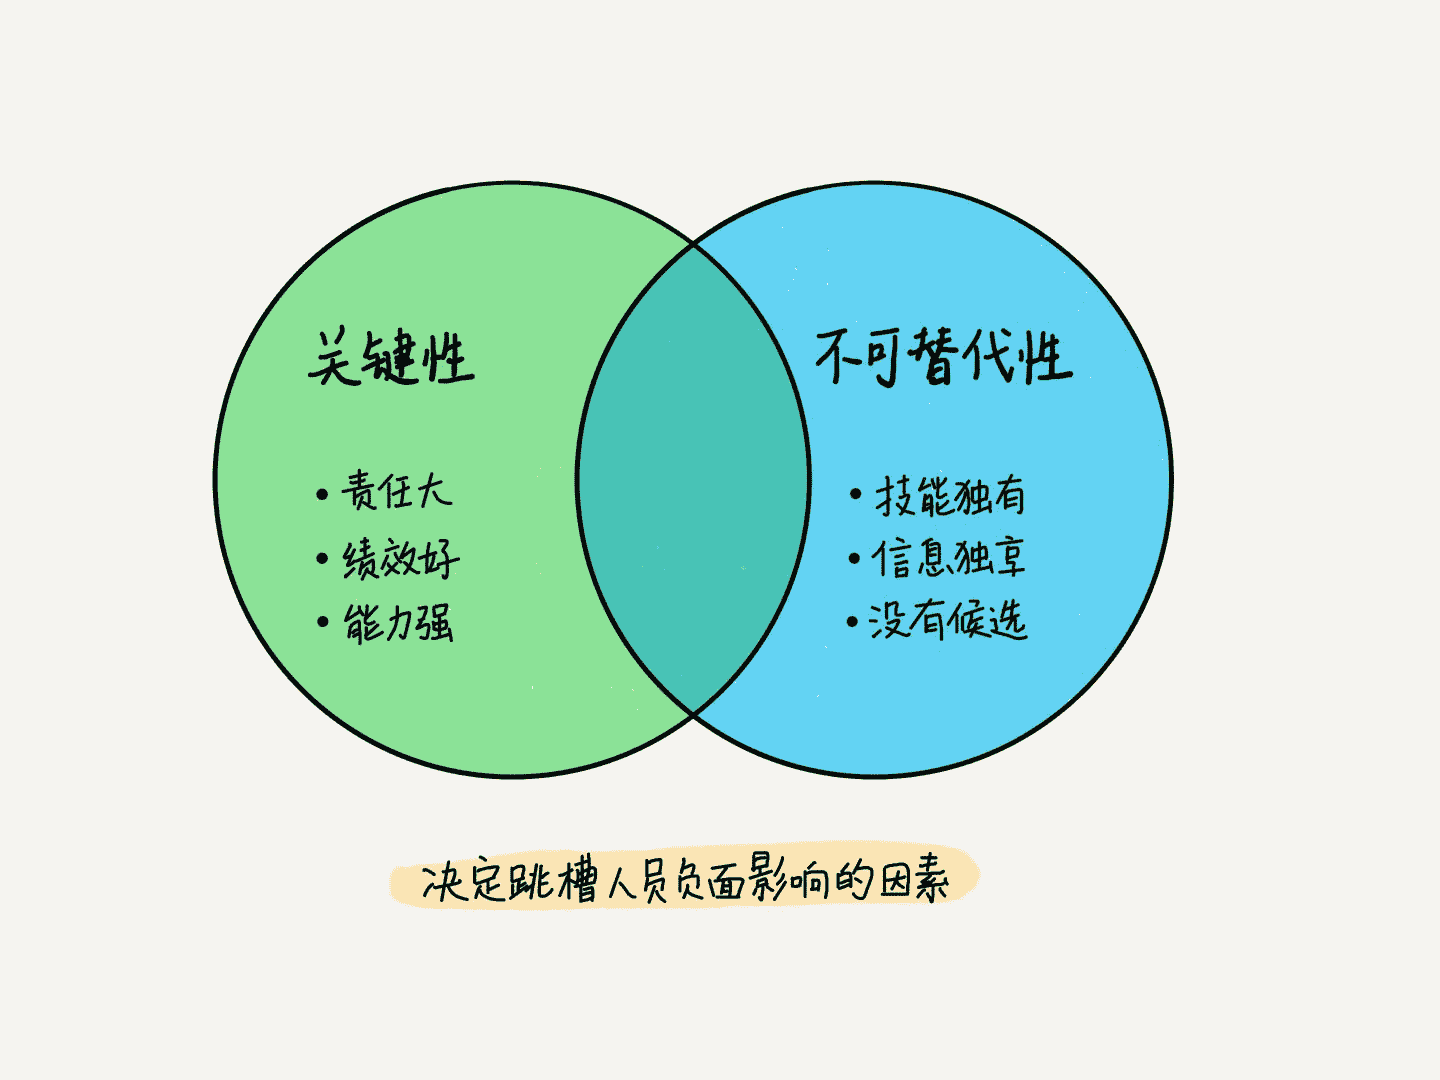 关键性
• 责任大
• 绩效好
• 能力强
不可替代性
• 技能独有
• 信息独享
• 没有候选
决定跳槽人员负面影响的因素